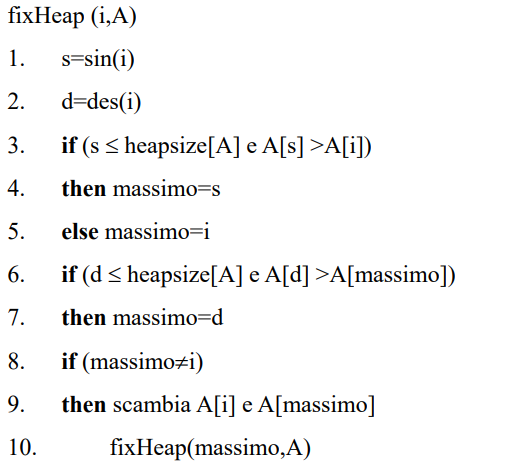 fixHeap (i,A)
1. s=sin(i)
2. d=des(i)
3. if (s ≤ heapsize[A] e A[s] >A[i])
4. then massimo=s
5. else massimo=i
6. if (d ≤ heapsize[A] e A[d] >A[massimo])
7. then massimo=d
8. if (massimo≠i)
9. then scambia A[i] e A[massimo]
10. fixHeap(massimo,A)